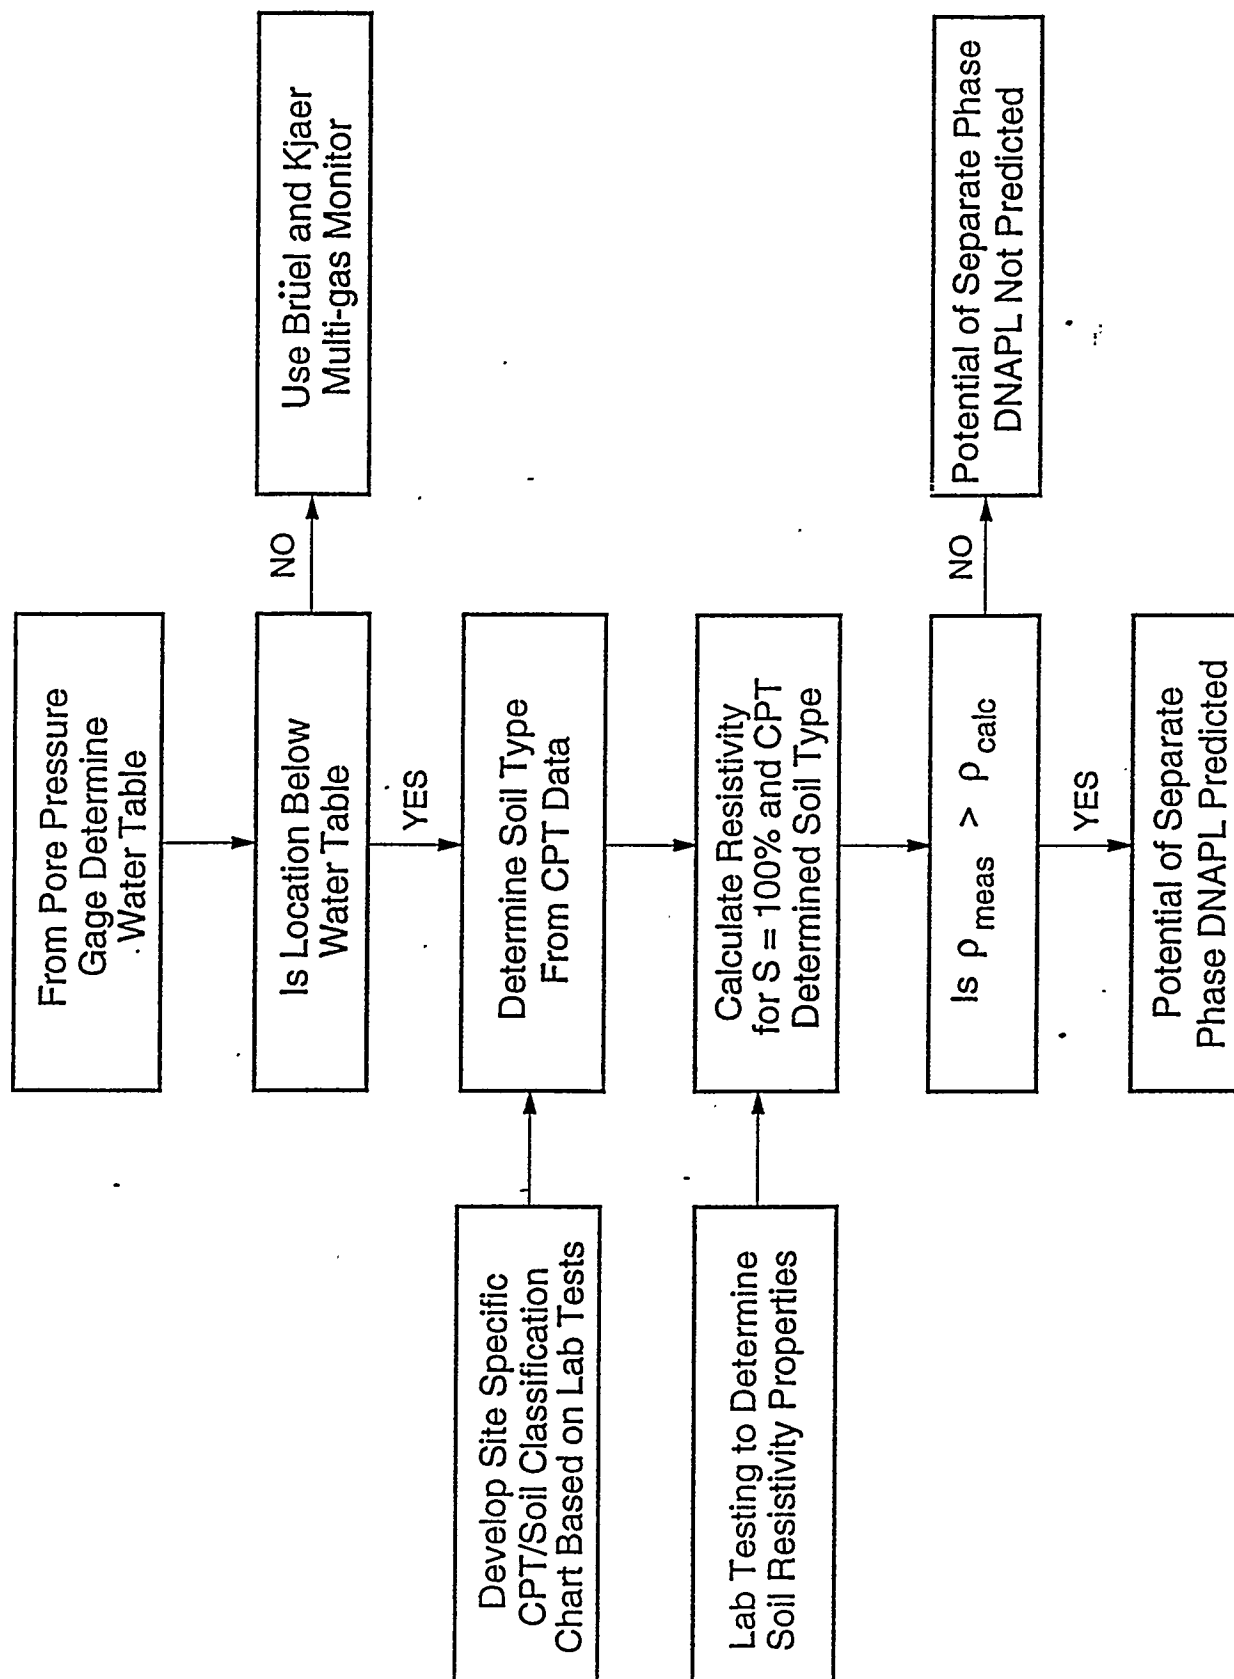 From Pore Pressure
Gage Determine
Water Table
Is Location Below
Water Table
NO
Use Brüel and Kjaer
Multi-gas Monitor
YES
Develop Site Specific
CPT/Soil Classification
Chart Based on Lab Tests
Determine Soil Type
From CPT Data
Lab Testing to Determine
Soil Resistivity Properties
Calculate Resistivity
for S = 100% and CPT
Determined Soil Type
Is ρmeas > ρcalc
NO
Potential of Separate Phase
DNAPL Not Predicted
YES
Potential of Separate
Phase DNAPL Predicted